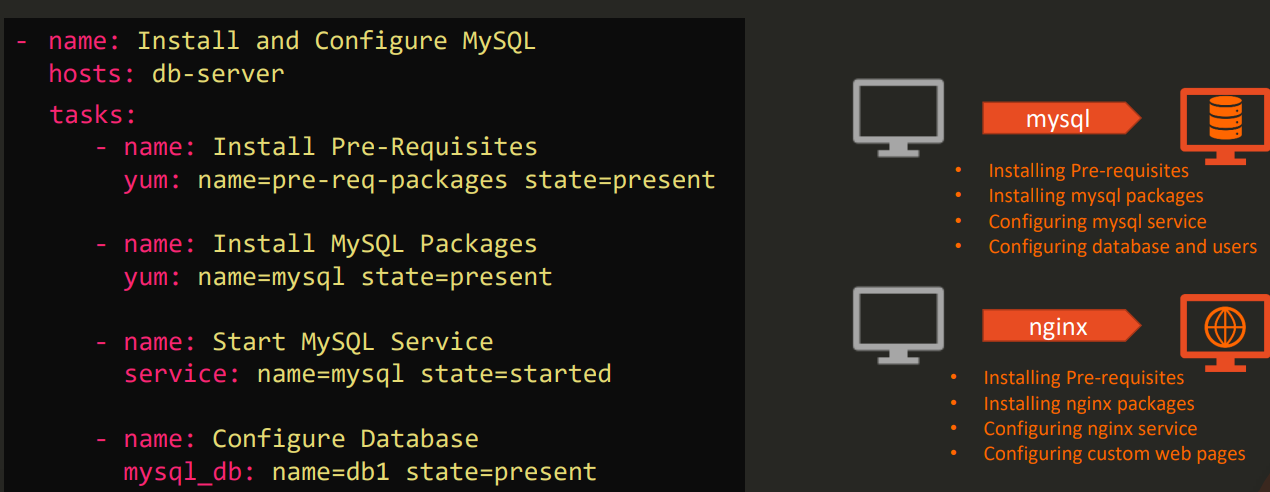 - name: Install and Configure MySQL
hosts: db-server
tasks:
- name: Install Pre-Requisites
yum: name=pre-req-packages state=present
- name: Install MySQL Packages
yum: name=mysql state=present
- name: Start MySQL Service
service: name=mysql state=started
- name: Configure Database
mysql_db: name=db1 state=present
mysql
• Installing Pre-requisites
• Installing mysql packages
• Configuring mysql service
• Configuring database and users
nginx
• Installing Pre-requisites
• Installing nginx packages
• Configuring nginx service
• Configuring custom web pages